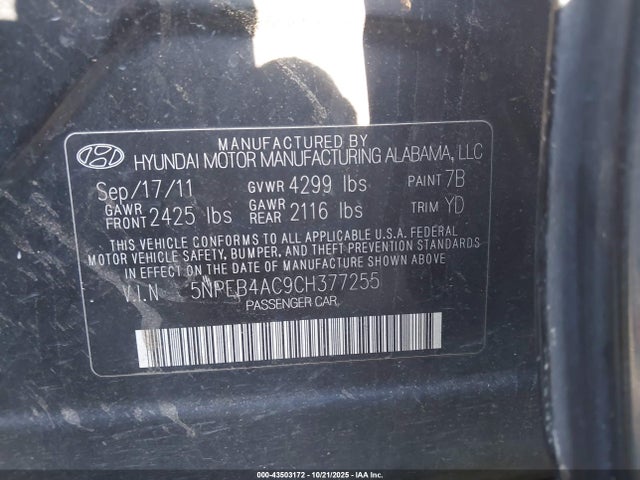 MANUFACTURED BY
HYUNDAI MOTOR MANUFACTURING ALABAMA, LLC
Sep/17/11 GVWR 4299 lbs PAINT 7B
GAWR FRONT 2425 lbs GAWR REAR 2116 lbs TRIM YD
THIS VEHICLE CONFORMS TO ALL APPLICABLE U.S.A. FEDERAL
MOTOR VEHICLE SAFETY, BUMPER, AND THEFT PREVENTION STANDARDS
IN EFFECT ON THE DATE OF MANUFACTURE SHOWN ABOVE.
V.I.N 5NPEB4AC9CH377255
PASSENGER CAR
000-43503172 - 10/21/2025 - IAA Inc.